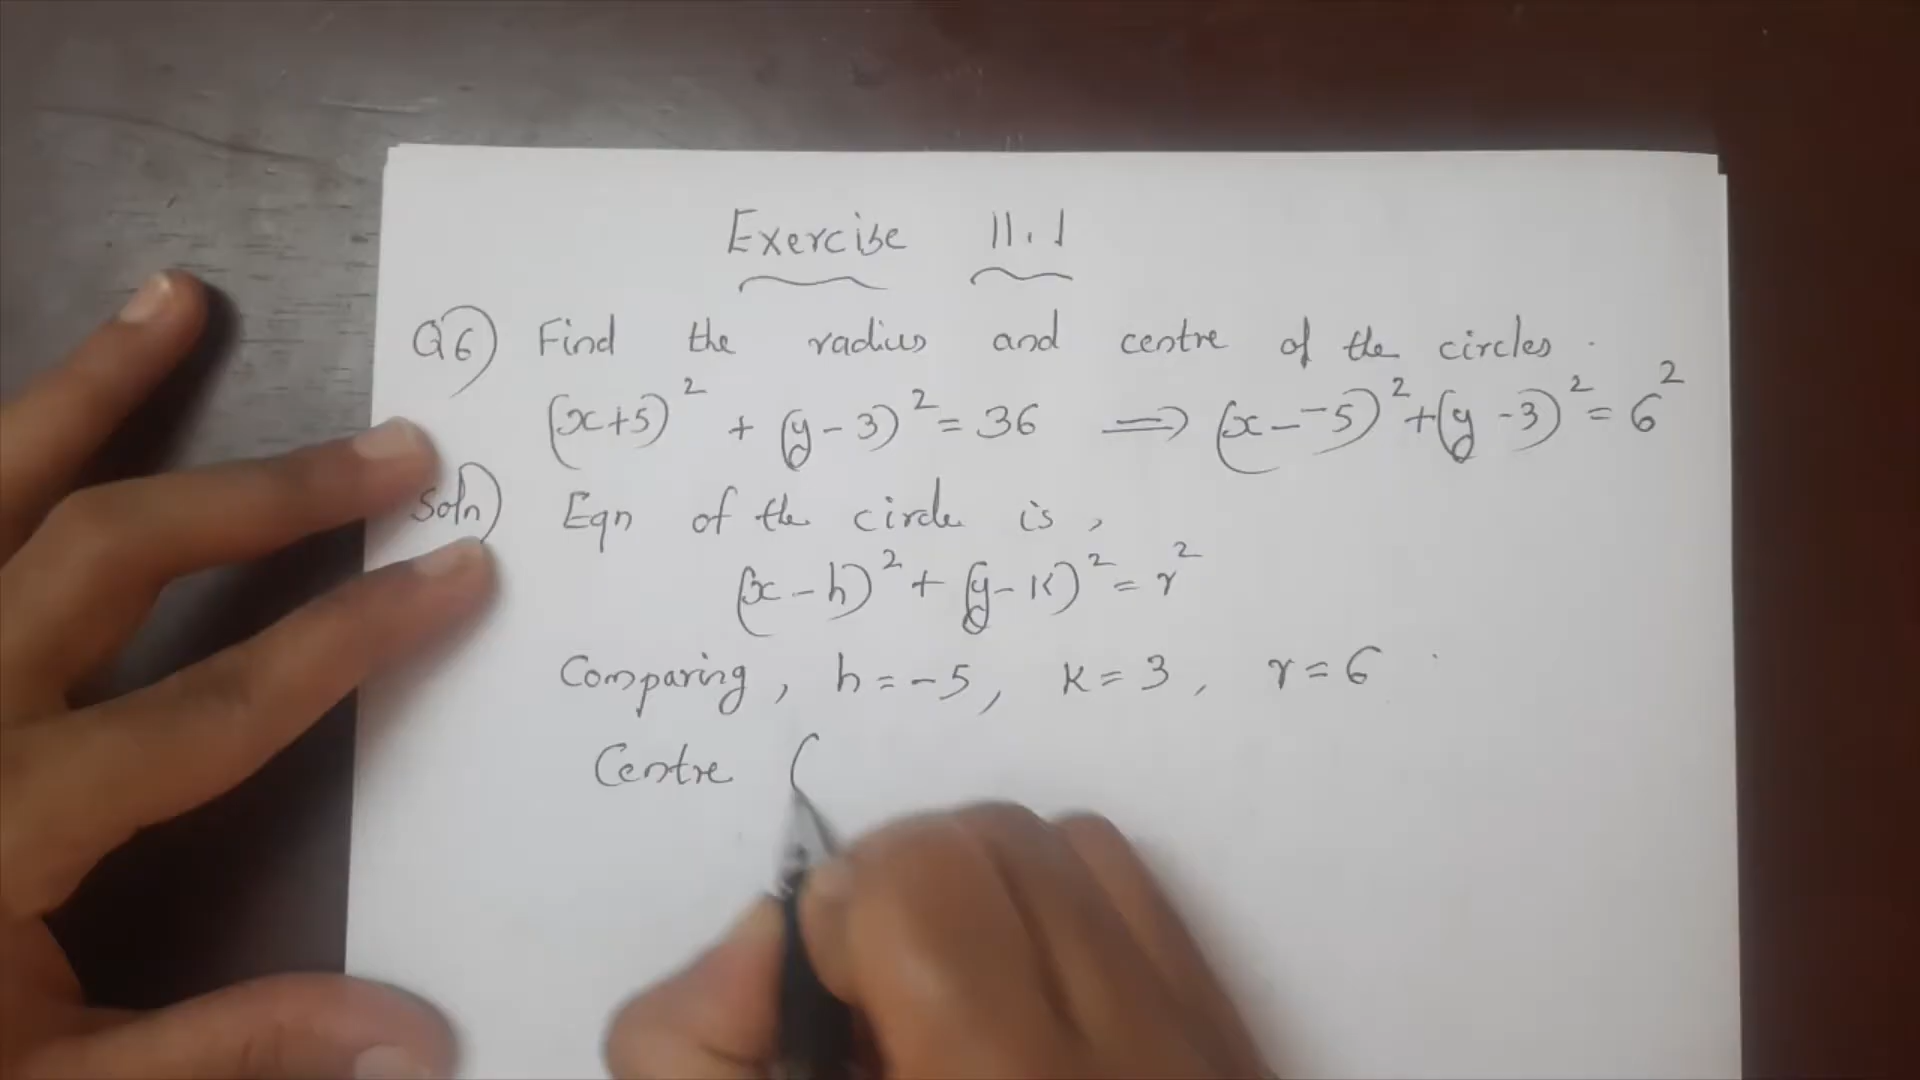 Exercise 11.1
Q6) Find the radius and centre of the circles.
(x+5)² + (y-3)² = 36 ⟹ (x--5)² + (y-3)² = 6²
Soln) Eqn of the circle is,
(x-h)² + (y-k)² = r²
Comparing, h = -5, k = 3, r = 6
Centre (